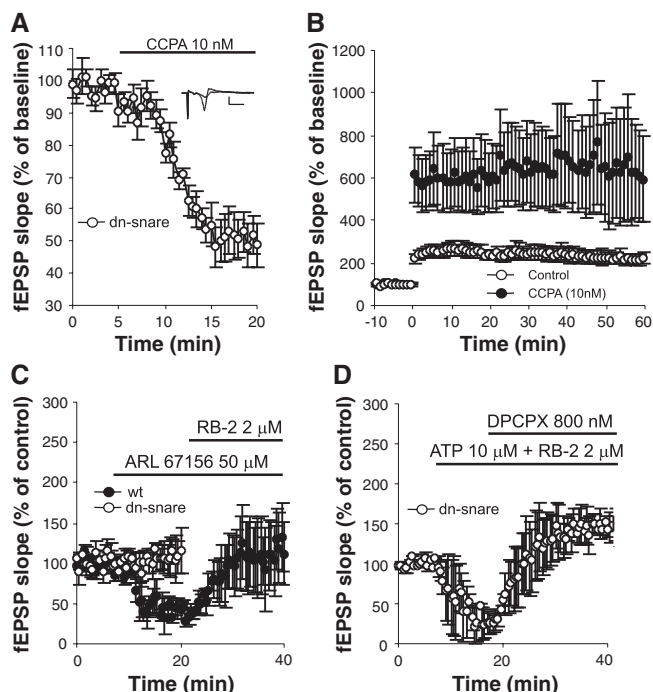 A
CCPA 10 nM
fEPSP slope (% of baseline)
110
100
90
80
70
60
50
40
30
dn-snare
0
5
10
15
20
Time (min)
B
fEPSP slope (% of baseline)
1200
1000
800
600
400
200
0
Control
CCPA (10nM)
-10
0
10
20
30
40
50
60
Time (min)
C
fEPSP slope (% of control)
300
250
200
150
100
50
0
RB-2 2 μM
ARL 67156 50 μM
wt
dn-snare
0
20
40
Time (min)
D
fEPSP slope (% of control)
300
250
200
150
100
50
0
DPCPX 800 nM
ATP 10 μM + RB-2 2 μM
dn-snare
0
20
40
Time (min)